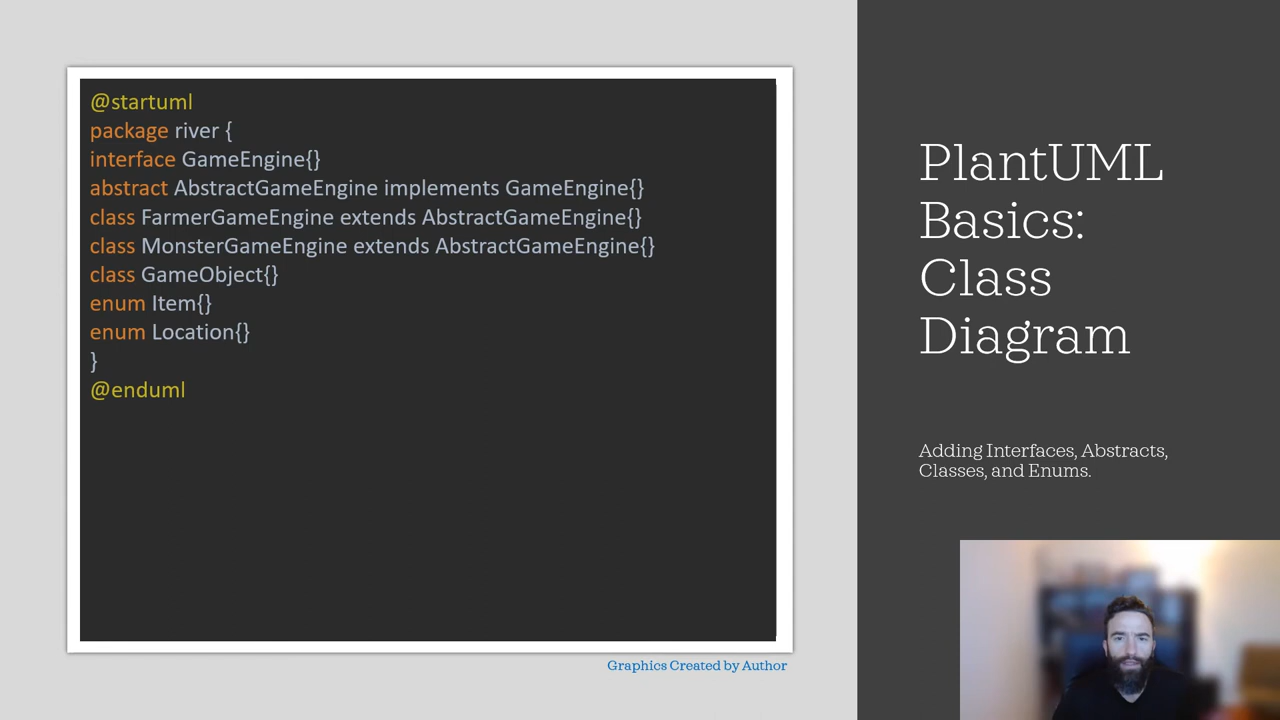 @startuml
package river {
interface GameEngine{}
abstract AbstractGameEngine implements GameEngine{}
class FarmerGameEngine extends AbstractGameEngine{}
class MonsterGameEngine extends AbstractGameEngine{}
class GameObject{}
enum Item{}
enum Location{}
}
@enduml
Graphics Created by Author
PlantUML
Basics:
Class
Diagram
Adding Interfaces, Abstracts,
Classes, and Enums.